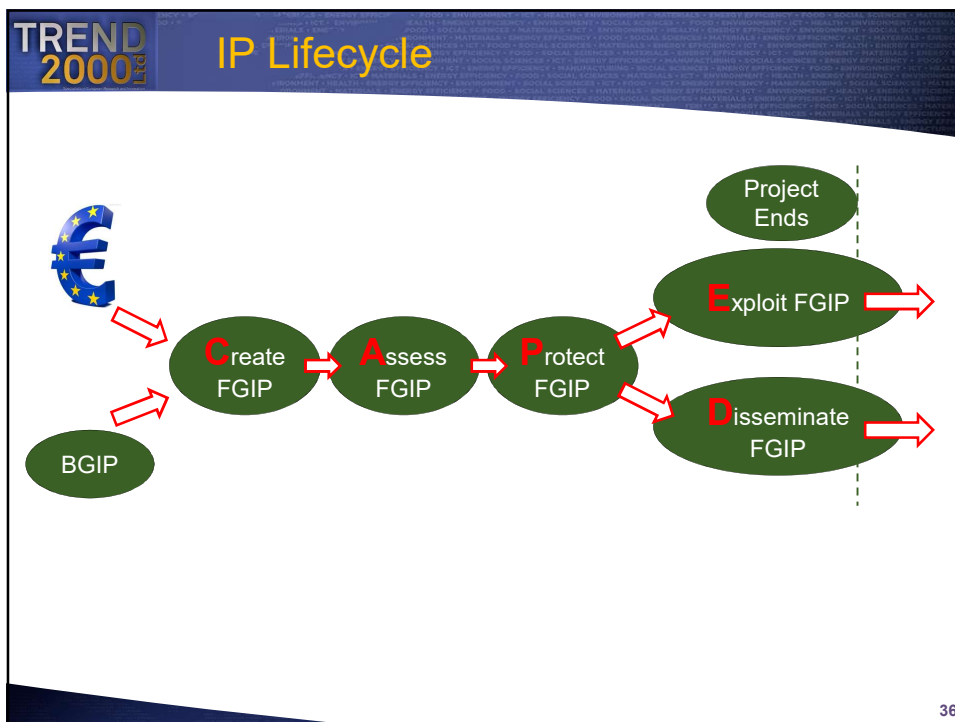 TREND
2000 Ltd
IP Lifecycle
Project
Ends
Exploit FGIP
Create
FGIP
Assess
FGIP
Protect
FGIP
Disseminate
FGIP
BGIP
36